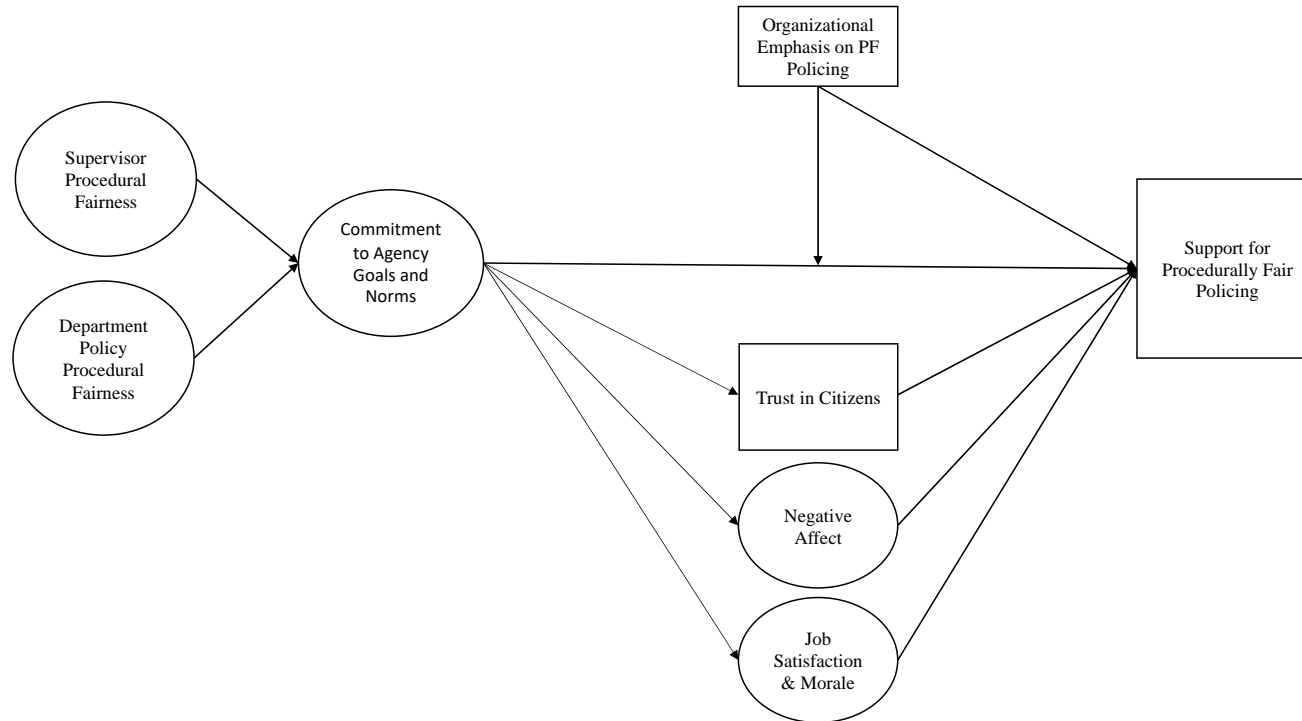 Organizational
Emphasis on PF
Policing
Supervisor
Procedural
Fairness
Commitment
to Agency
Goals and
Norms
Support for
Procedurally Fair
Policing
Department
Policy
Procedural
Fairness
Trust in Citizens
Negative
Affect
Job
Satisfaction
& Morale